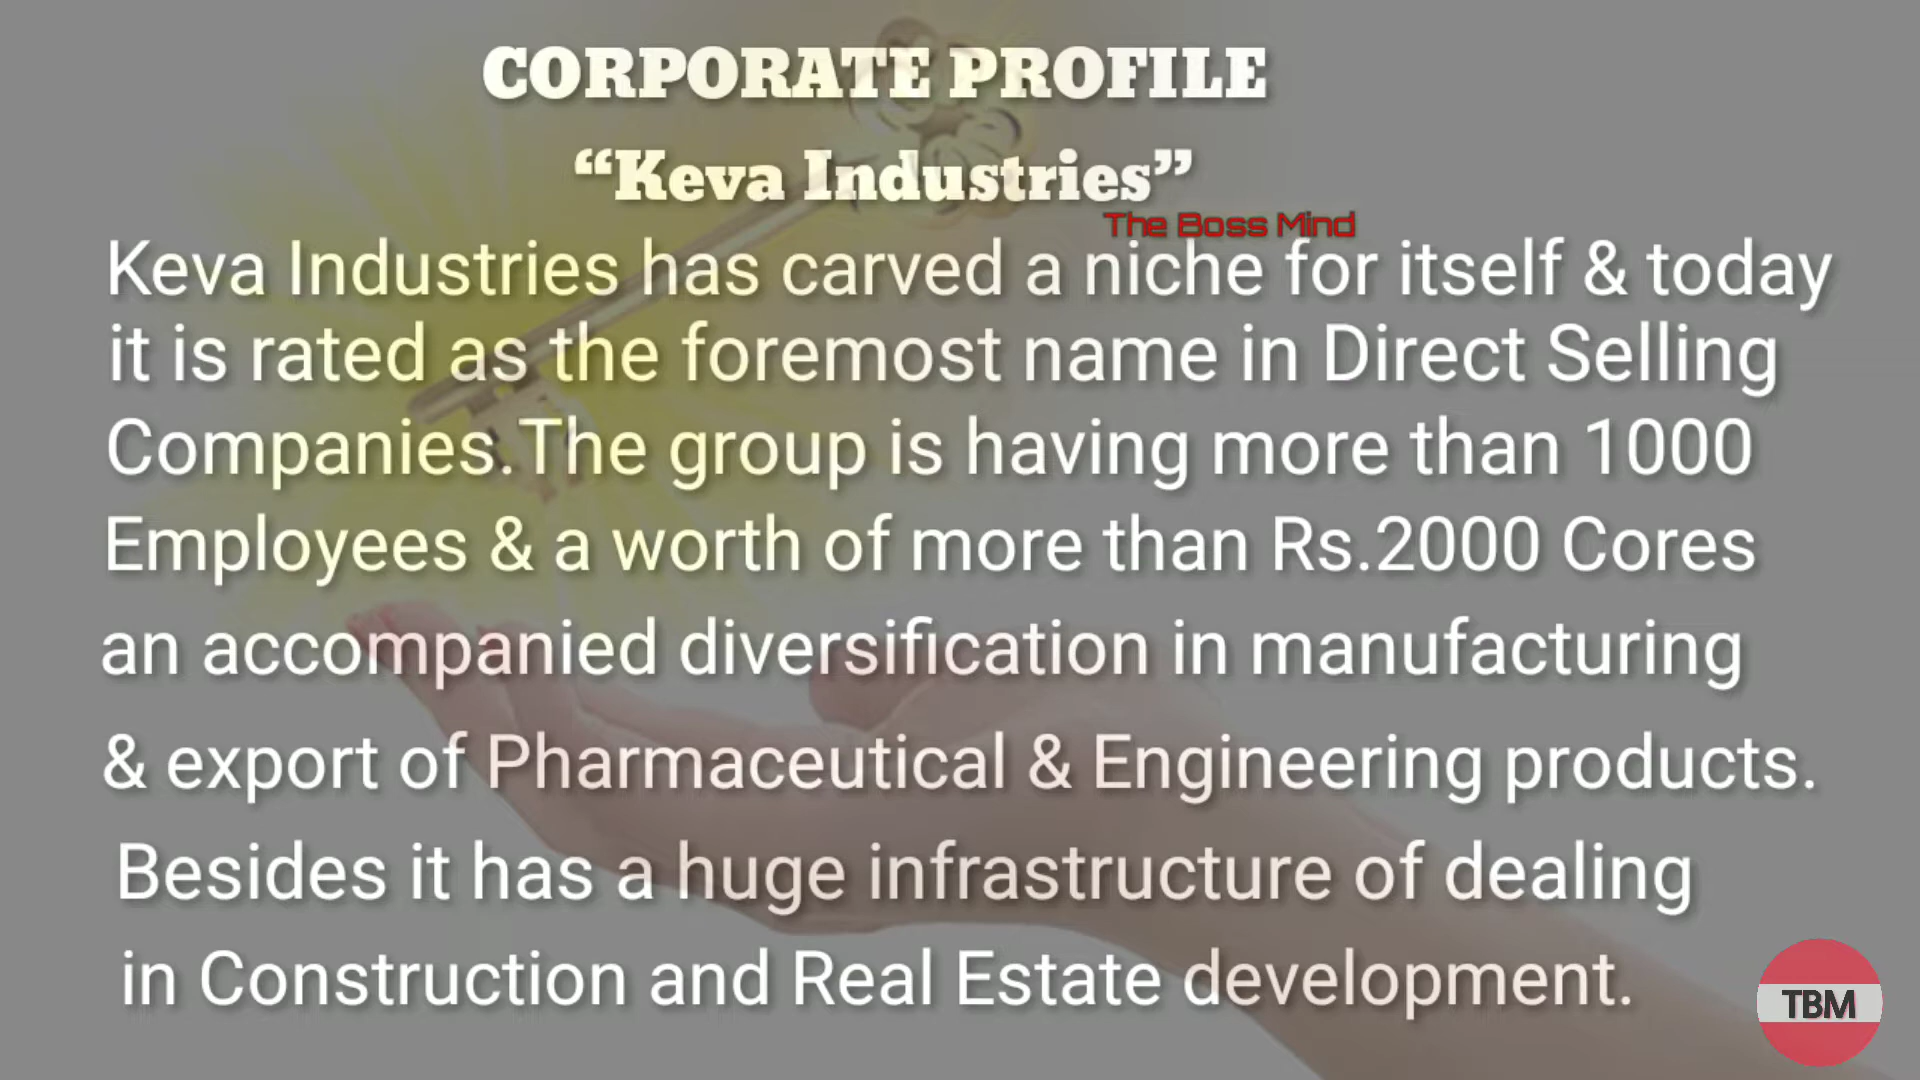 CORPORATE PROFILE
“Keva Industries”
The Boss Mind
Keva Industries has carved a niche for itself & today
it is rated as the foremost name in Direct Selling
Companies.The group is having more than 1000
Employees & a worth of more than Rs.2000 Cores
an accompanied diversification in manufacturing
& export of Pharmaceutical & Engineering products.
Besides it has a huge infrastructure of dealing
in Construction and Real Estate development.
TBM